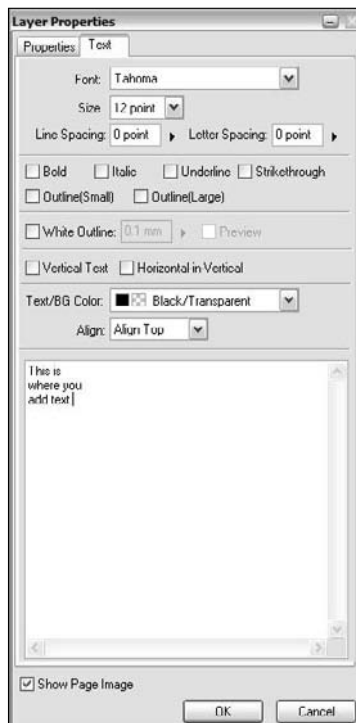 Layer Properties
Properties Text
Font: Tahoma
Size: 12 point
Line Spacing: 0 point Letter Spacing: 0 point
Bold Italic Underline Strikethrough
Outline(Small) Outline(Large)
White Outline: 0.1 mm Preview
Vertical Text Horizontal in Vertical
Text/BG Color: Black/Transparent
Align: Align Top
This is
where you
add text
Show Page Image
OK Cancel